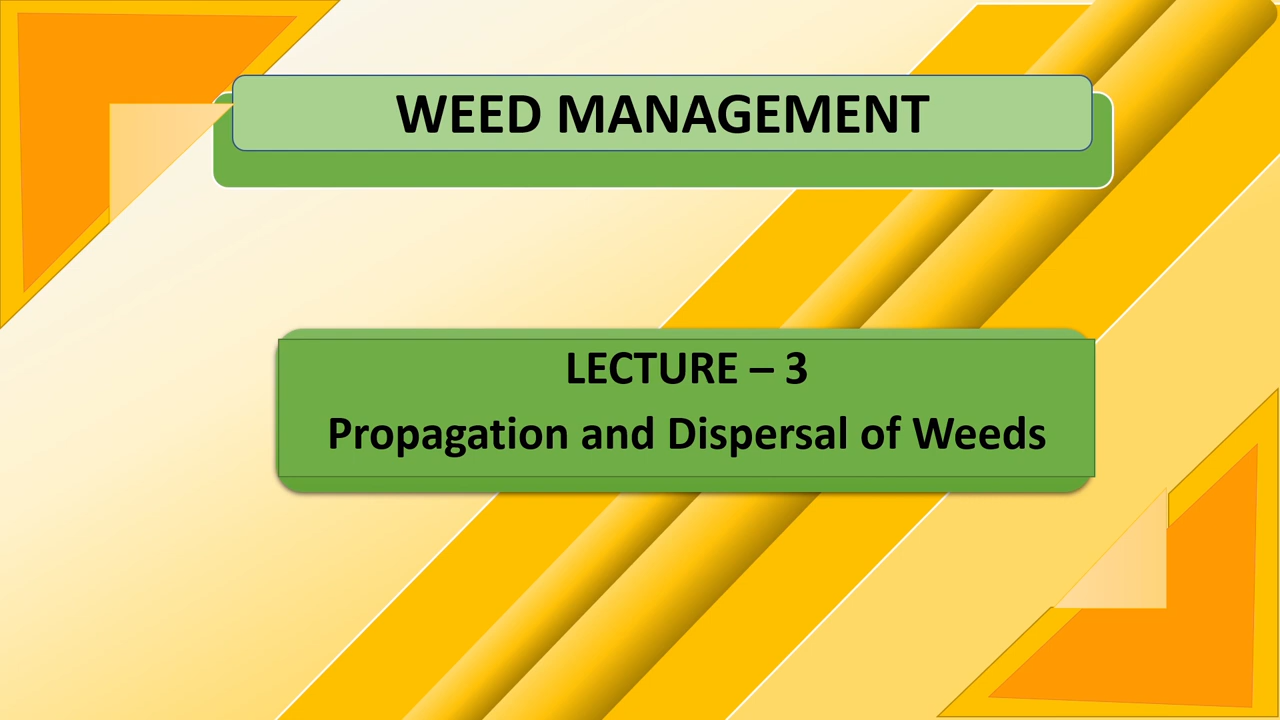 WEED MANAGEMENT
LECTURE – 3
Propagation and Dispersal of Weeds